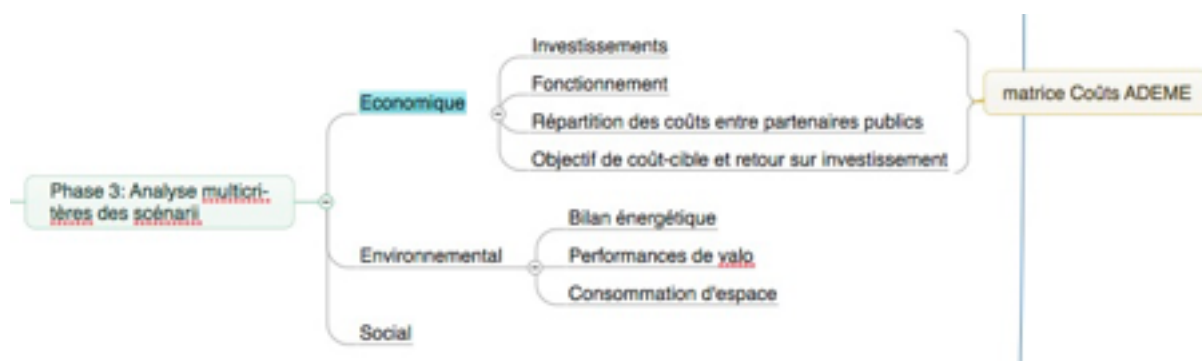 Phase 3: Analyse multicri-
tères des scénarii
Economique
Investissements
Fonctionnement
Répartition des coûts entre partenaires publics
Objectif de coût-cible et retour sur investissement
matrice Coûts ADEME
Environnemental
Bilan énergétique
Performances de valo
Consommation d'espace
Social